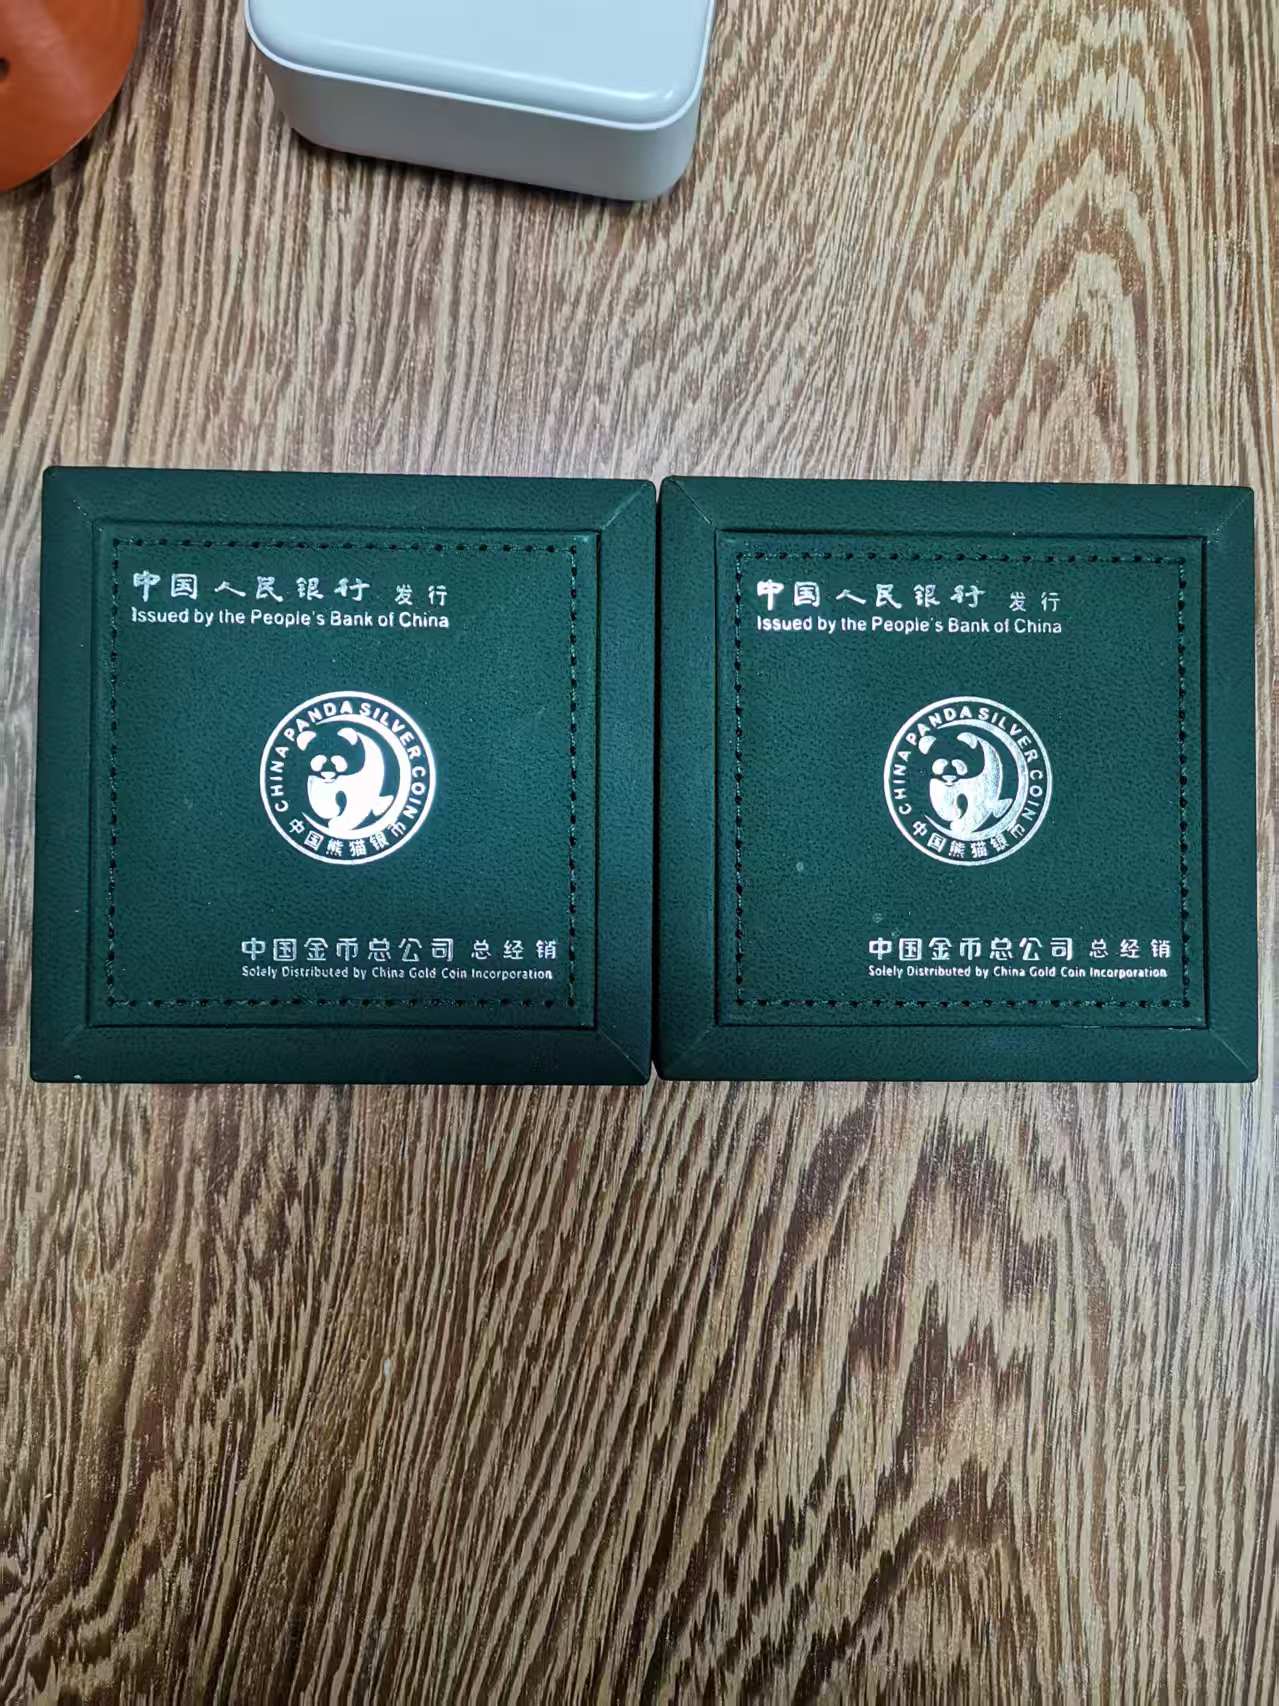 中国人民银行 发行
Issued by the People's Bank of China
CHINA PANDA SILVER COIN
中国熊猫银币
中国金币总公司 总经销
Solely Distributed by China Gold Coin Incorporation
中国人民银行 发行
Issued by the People's Bank of China
CHINA PANDA SILVER COIN
中国熊猫银币
中国金币总公司 总经销
Solely Distributed by China Gold Coin Incorporation